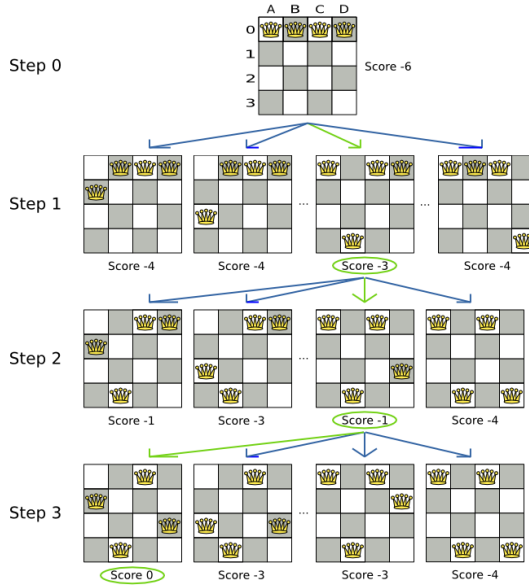 A B C D
0
1
2
3
Step 0
Score -6
... ...
Step 1
Score -4 Score -4 Score -3 Score -4
...
Step 2
Score -1 Score -3 Score -1 Score -4
...
Step 3
Score 0 Score -3 Score -3 Score -4